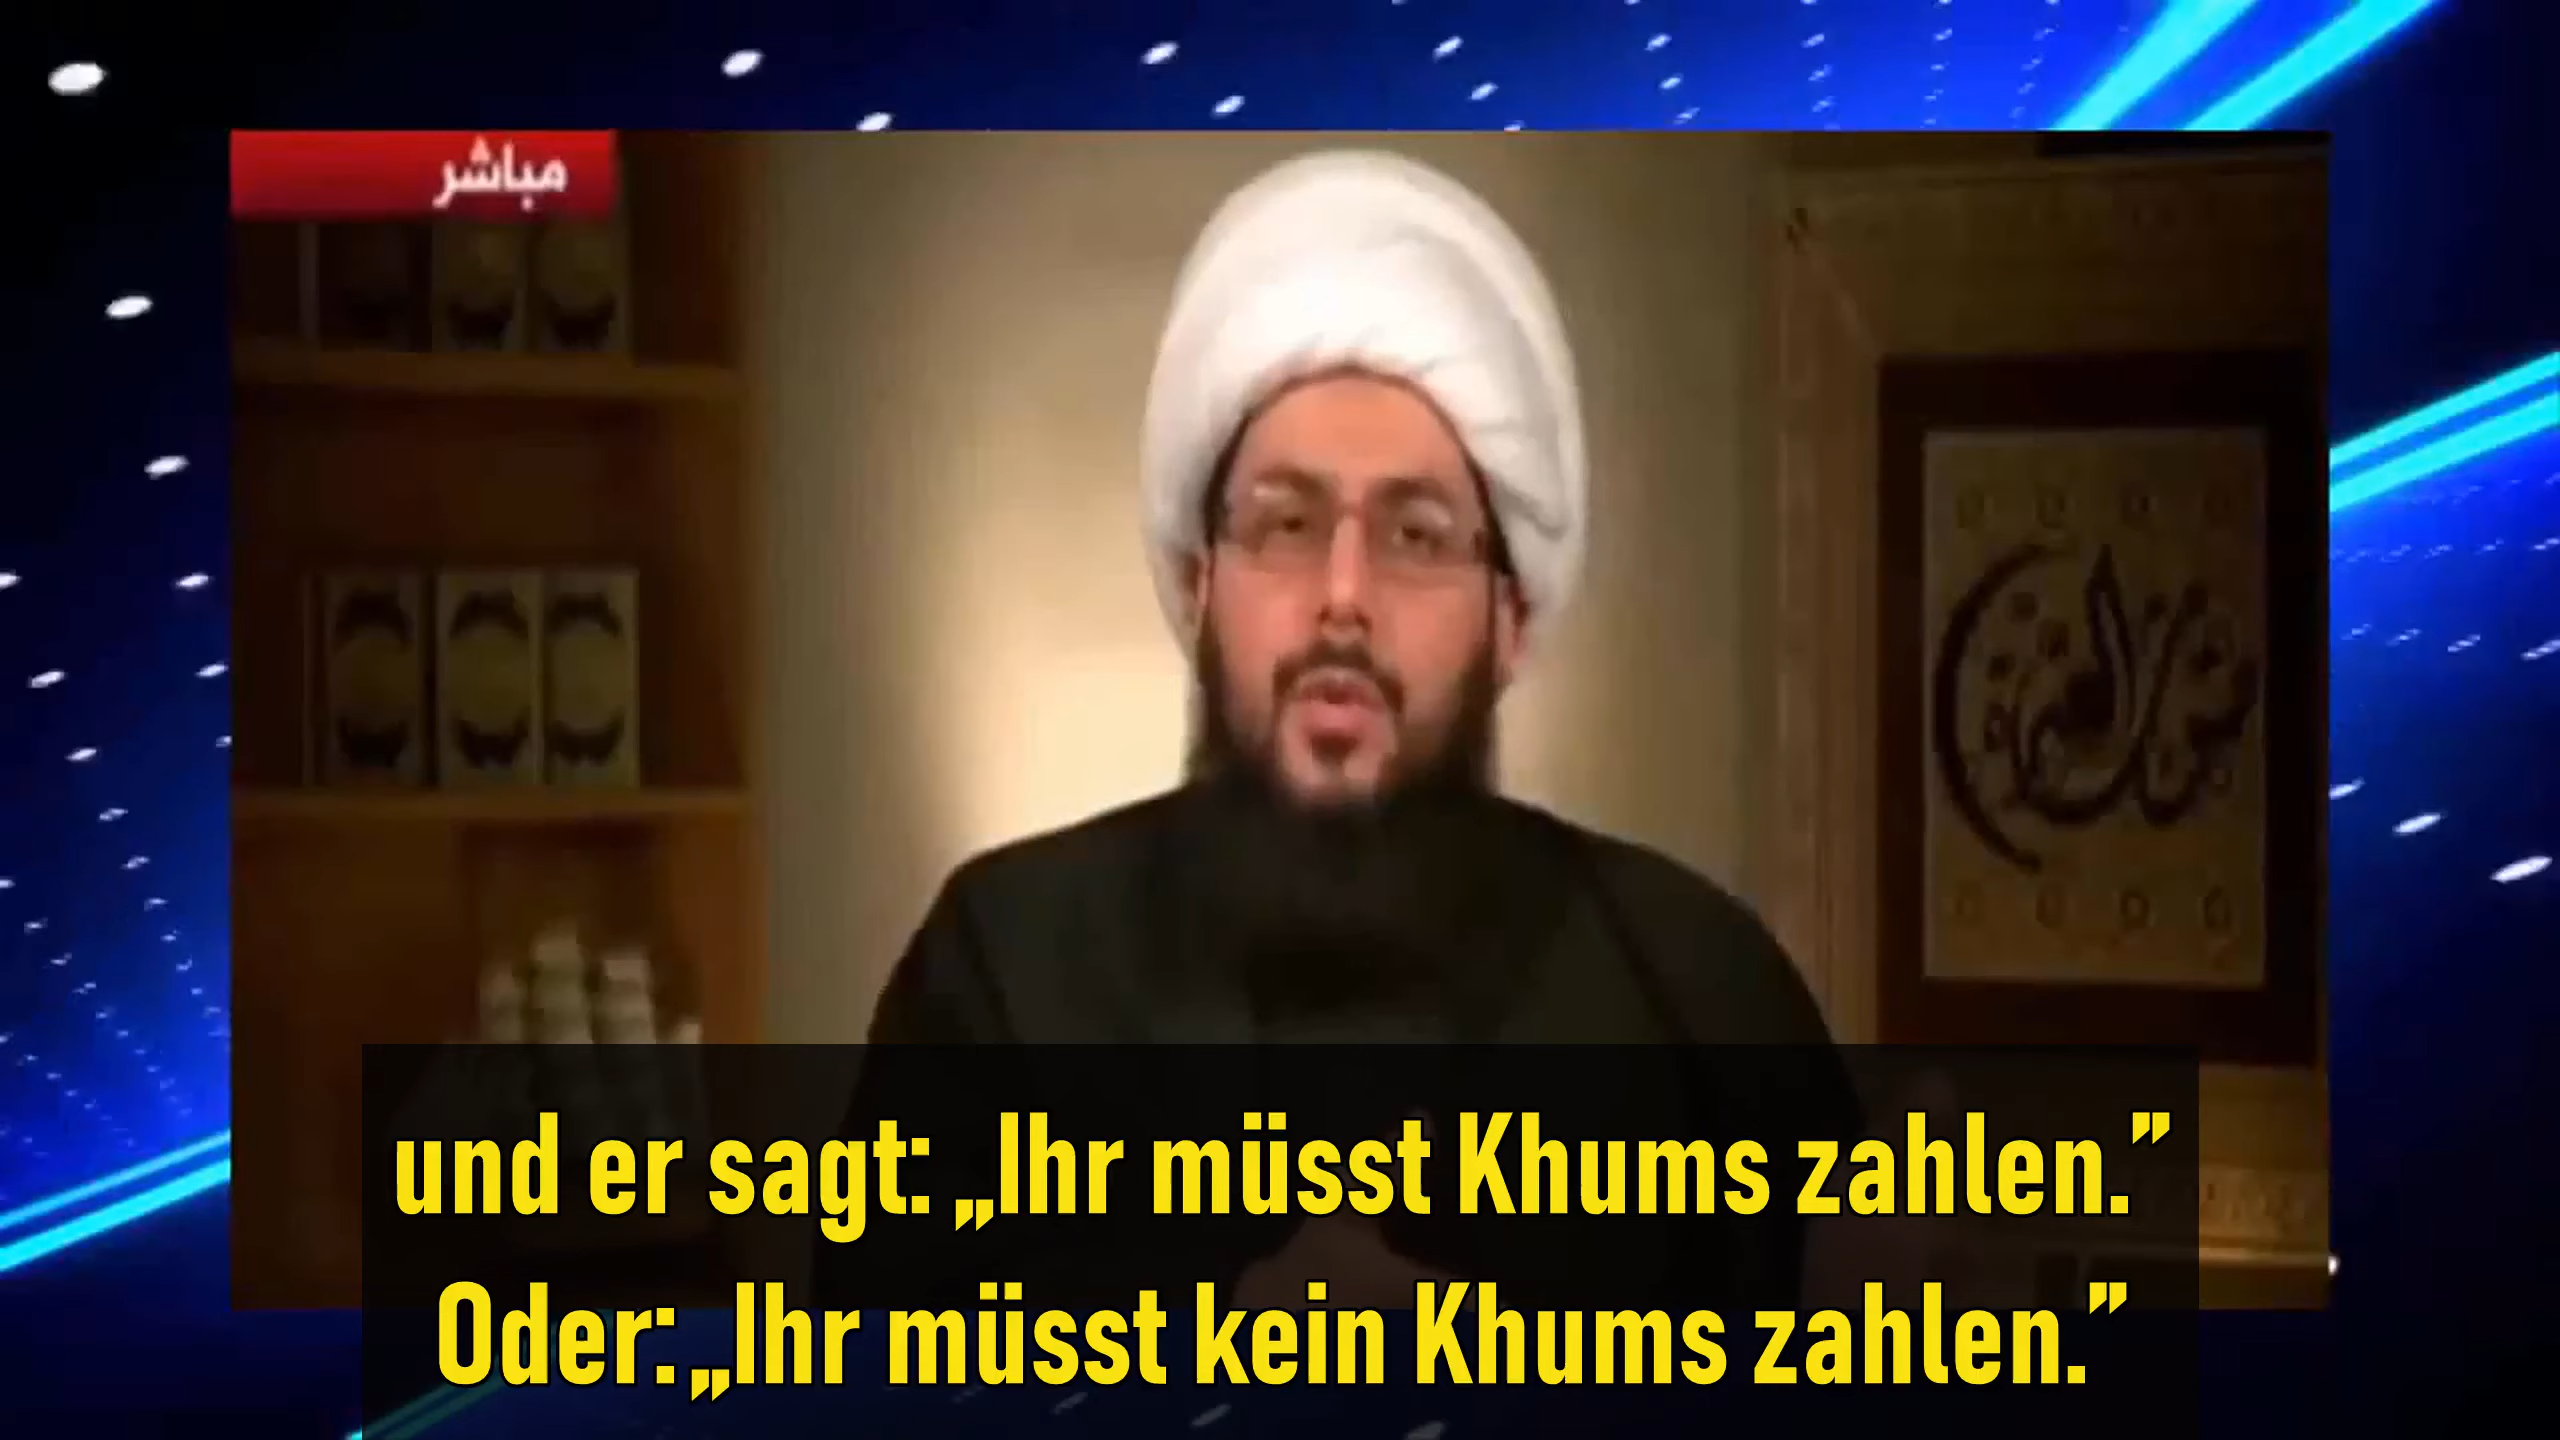 مباشر
und er sagt: „Ihr müsst Khums zahlen.”
Oder: „Ihr müsst kein Khums zahlen.”